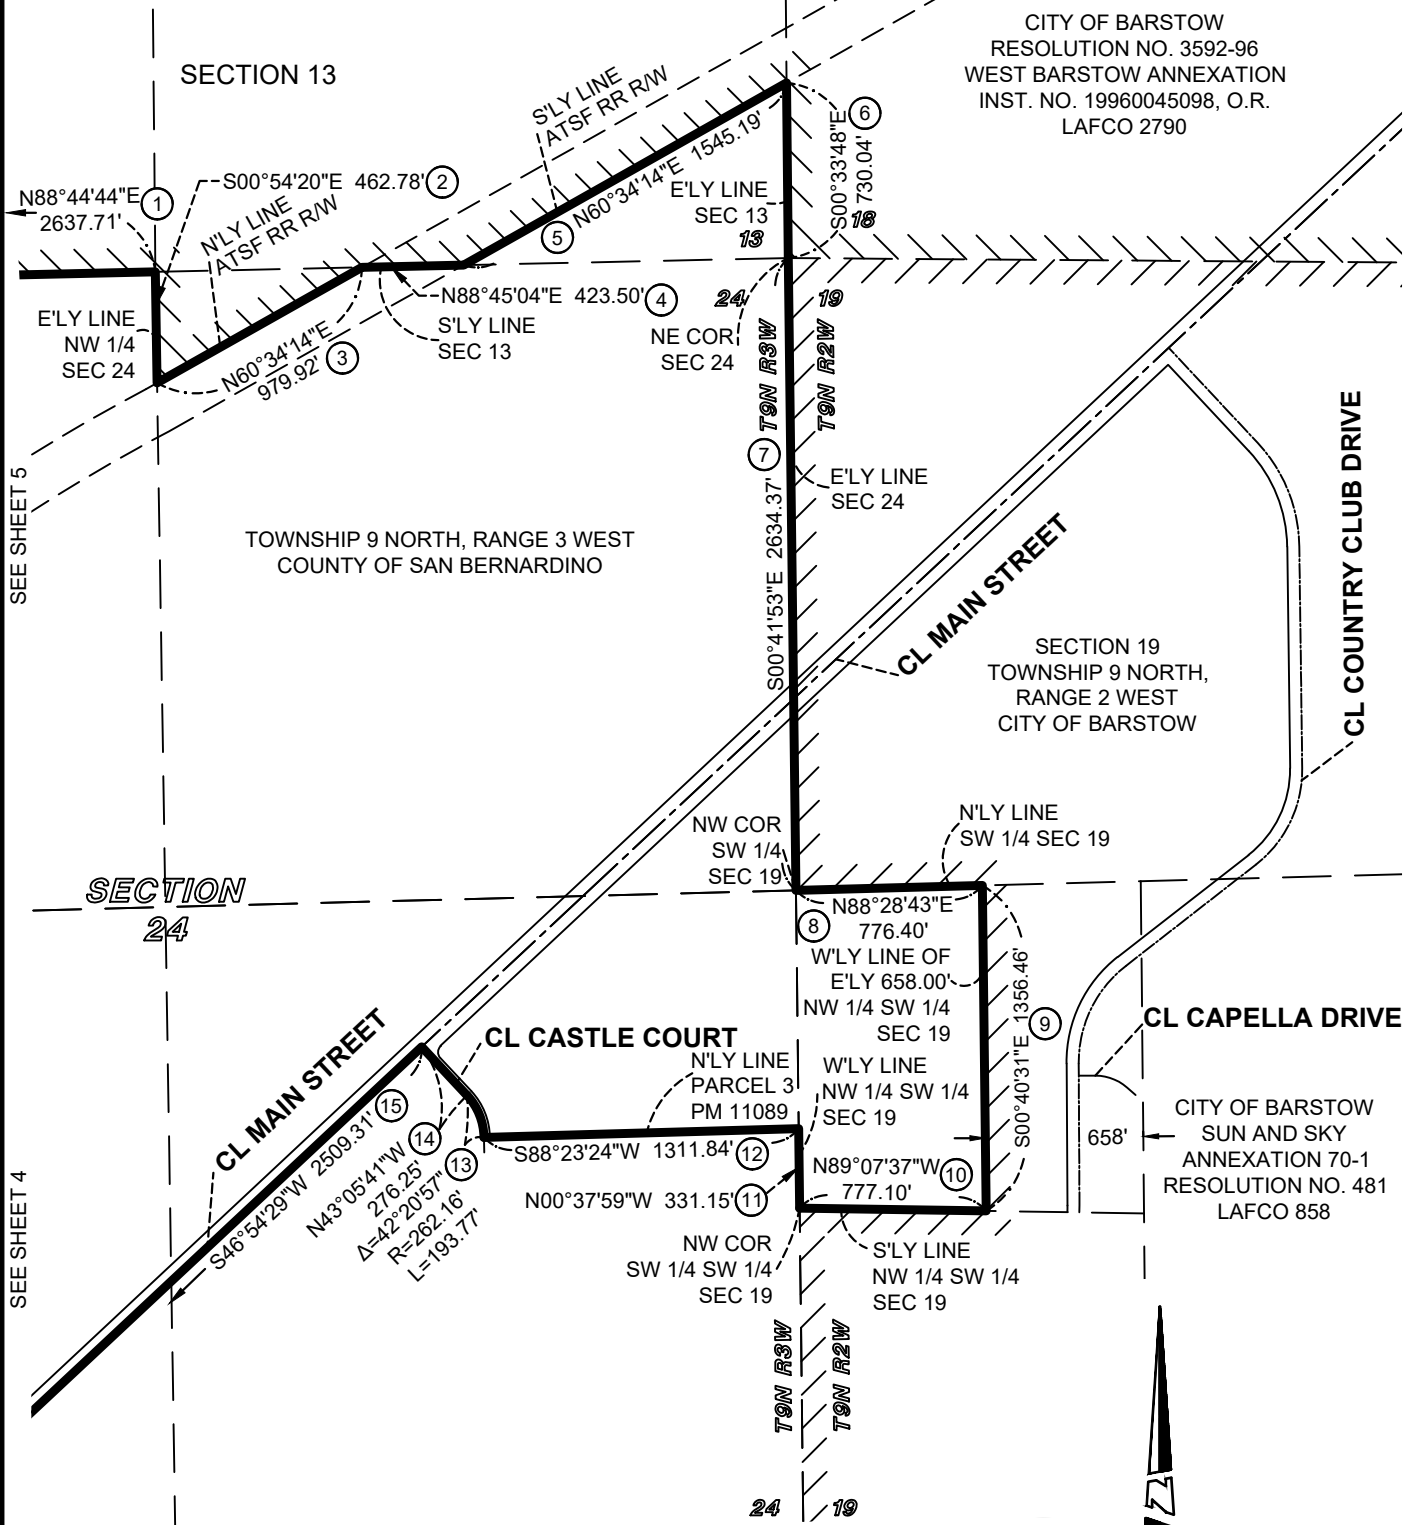 CITY OF BARSTOW
RESOLUTION NO. 3592-96
WEST BARSTOW ANNEXATION
INST. NO. 19960045098, O.R.
LAFCO 2790
SECTION 13
S'LY LINE
ATSF RR R/W
N88°44'44"E
2637.71'
1
S00°54'20"E 462.78' 2
N'LY LINE
ATSF RR R/W
N60°34'14"E 1545.19'
5
S00°33'48"E
730.04'
6
E'LY LINE
SEC 13
13
18
E'LY LINE
NW 1/4
SEC 24
N60°34'14"E
979.92'
3
N88°45'04"E 423.50' 4
S'LY LINE
SEC 13
24
19
NE COR
SEC 24
T9N R3W
T9N R2W
7
S00°41'53"E 2634.37'
E'LY LINE
SEC 24
SEE SHEET 5
TOWNSHIP 9 NORTH, RANGE 3 WEST
COUNTY OF SAN BERNARDINO
CL MAIN STREET
CL COUNTRY CLUB DRIVE
SECTION 19
TOWNSHIP 9 NORTH,
RANGE 2 WEST
CITY OF BARSTOW
NW COR
SW 1/4
SEC 19
N'LY LINE
SW 1/4 SEC 19
SECTION
24
8
N88°28'43"E
776.40'
W'LY LINE OF
E'LY 658.00'
NW 1/4 SW 1/4
SEC 19
S00°40'31"E 1356.46'
9
CL CAPELLA DRIVE
CL MAIN STREET
CL CASTLE COURT
N'LY LINE
PARCEL 3
PM 11089
W'LY LINE
NW 1/4 SW 1/4
SEC 19
S46°54'29"W 2509.31' 15
N43°05'41"W 14
276.25'
Δ=42°20'57" 13
R=262.16'
L=193.77'
S88°23'24"W 1311.84' 12
N00°37'59"W 331.15' 11
N89°07'37"W 10
777.10'
658'
CITY OF BARSTOW
SUN AND SKY
ANNEXATION 70-1
RESOLUTION NO. 481
LAFCO 858
NW COR
SW 1/4 SW 1/4
SEC 19
S'LY LINE
NW 1/4 SW 1/4
SEC 19
SEE SHEET 4
T9N R3W
T9N R2W
24
19